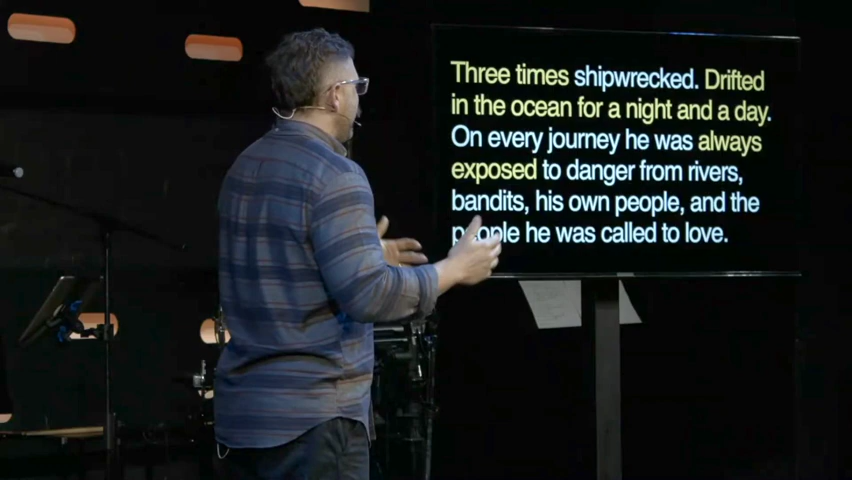 Three times shipwrecked. Drifted
in the ocean for a night and a day.
On every journey he was always
exposed to danger from rivers,
bandits, his own people, and the
people he was called to love.